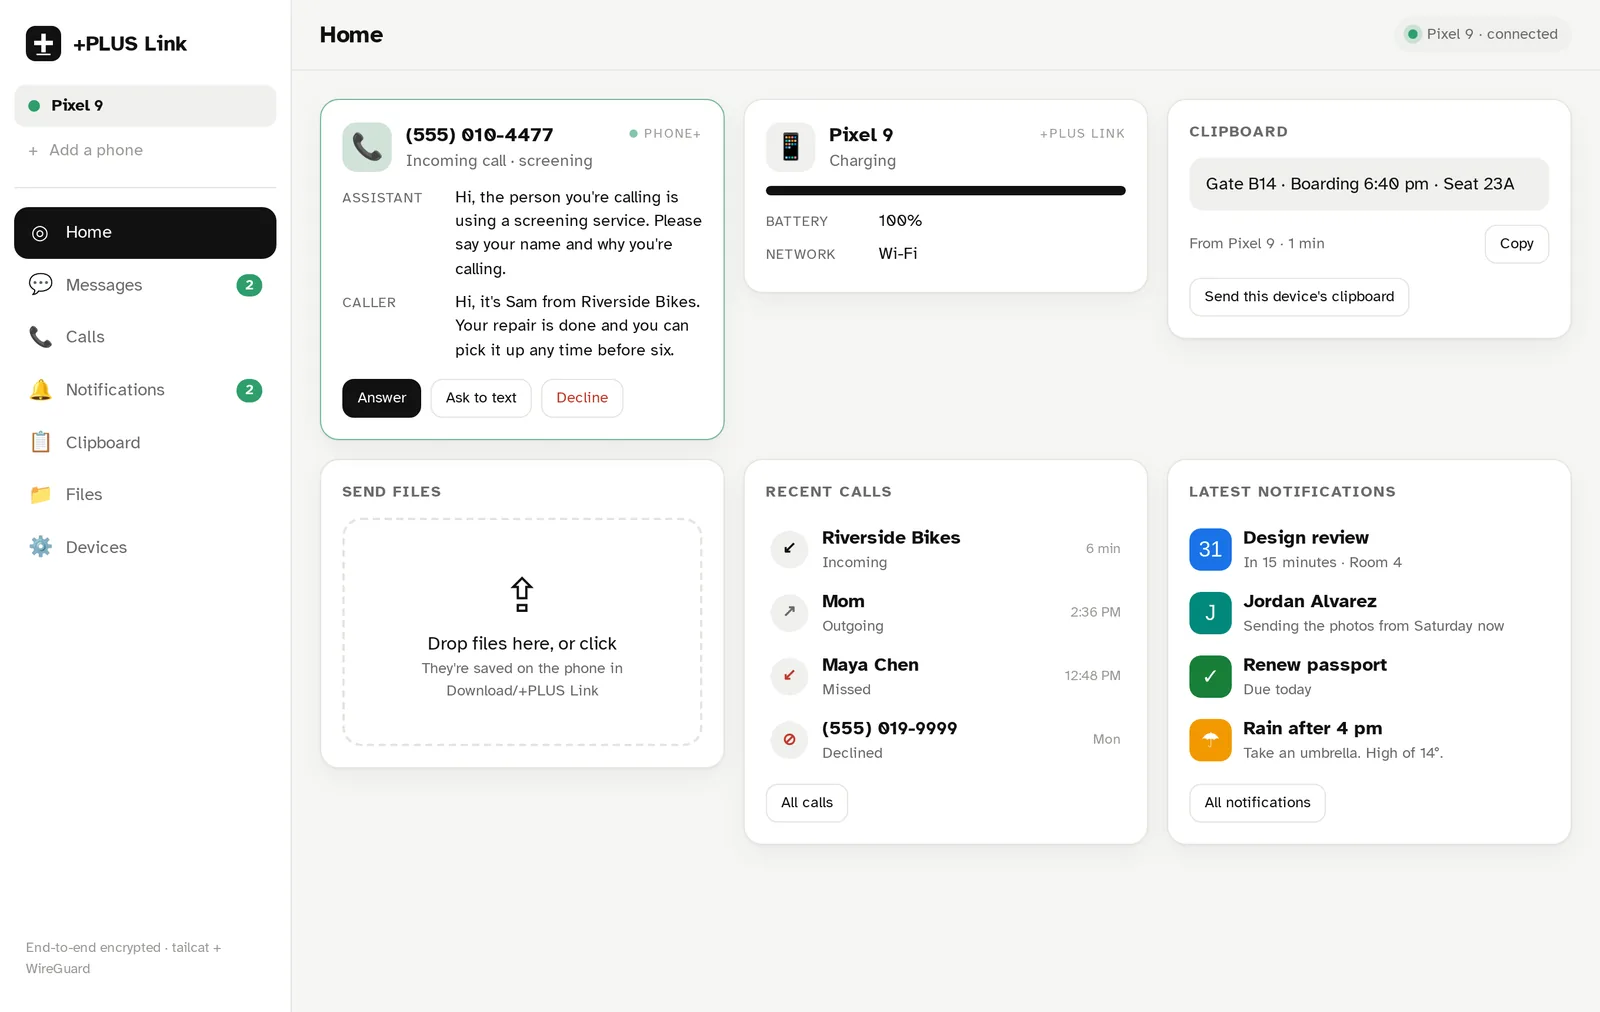 +PLUS Link
Pixel 9
+ Add a phone
Home
Messages 2
Calls
Notifications 2
Clipboard
Files
Devices
End-to-end encrypted · tailcat +
WireGuard
Home
Pixel 9 · connected
(555) 010-4477
PHONE+
Incoming call · screening
ASSISTANT
Hi, the person you're calling is
using a screening service. Please
say your name and why you're
calling.
CALLER
Hi, it's Sam from Riverside Bikes.
Your repair is done and you can
pick it up any time before six.
Answer
Ask to text
Decline
Pixel 9
+PLUS LINK
Charging
BATTERY 100%
NETWORK Wi-Fi
CLIPBOARD
Gate B14 · Boarding 6:40 pm · Seat 23A
From Pixel 9 · 1 min
Copy
Send this device's clipboard
SEND FILES
Drop files here, or click
They're saved on the phone in
Download/+PLUS Link
RECENT CALLS
Riverside Bikes
Incoming
6 min
Mom
Outgoing
2:36 PM
Maya Chen
Missed
12:48 PM
(555) 019-9999
Declined
Mon
All calls
LATEST NOTIFICATIONS
31
Design review
In 15 minutes · Room 4
J
Jordan Alvarez
Sending the photos from Saturday now
Renew passport
Due today
Rain after 4 pm
Take an umbrella. High of 14°.
All notifications